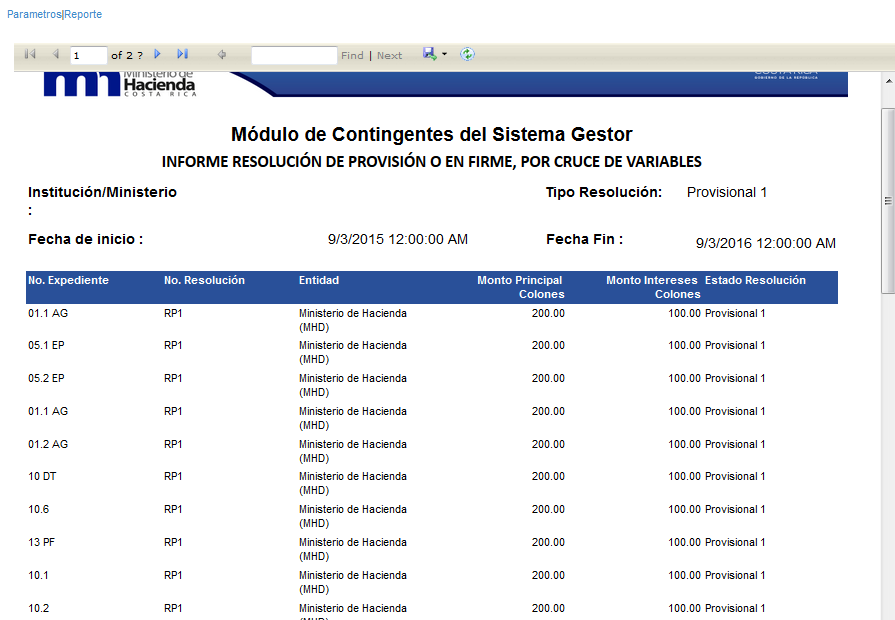 Parametros|Reporte
1 of 2 ? Find | Next
Ministerio de
Hacienda
COSTA RICA
COSTA RICA
GOBIERNO DE LA REPÚBLICA
Módulo de Contingentes del Sistema Gestor
INFORME RESOLUCIÓN DE PROVISIÓN O EN FIRME, POR CRUCE DE VARIABLES
Institución/Ministerio Tipo Resolución: Provisional 1
:
Fecha de inicio : 9/3/2015 12:00:00 AM Fecha Fin : 9/3/2016 12:00:00 AM
No. Expediente No. Resolución Entidad Monto Principal Monto Intereses Estado Resolución
Colones Colones
01.1 AG RP1 Ministerio de Hacienda 200.00 100.00 Provisional 1
(MHD)
05.1 EP RP1 Ministerio de Hacienda 200.00 100.00 Provisional 1
(MHD)
05.2 EP RP1 Ministerio de Hacienda 200.00 100.00 Provisional 1
(MHD)
01.1 AG RP1 Ministerio de Hacienda 200.00 100.00 Provisional 1
(MHD)
01.2 AG RP1 Ministerio de Hacienda 200.00 100.00 Provisional 1
(MHD)
10 DT RP1 Ministerio de Hacienda 200.00 100.00 Provisional 1
(MHD)
10.6 RP1 Ministerio de Hacienda 200.00 100.00 Provisional 1
(MHD)
13 PF RP1 Ministerio de Hacienda 200.00 100.00 Provisional 1
(MHD)
10.1 RP1 Ministerio de Hacienda 200.00 100.00 Provisional 1
(MHD)
10.2 RP1 Ministerio de Hacienda 200.00 100.00 Provisional 1
(MHD)